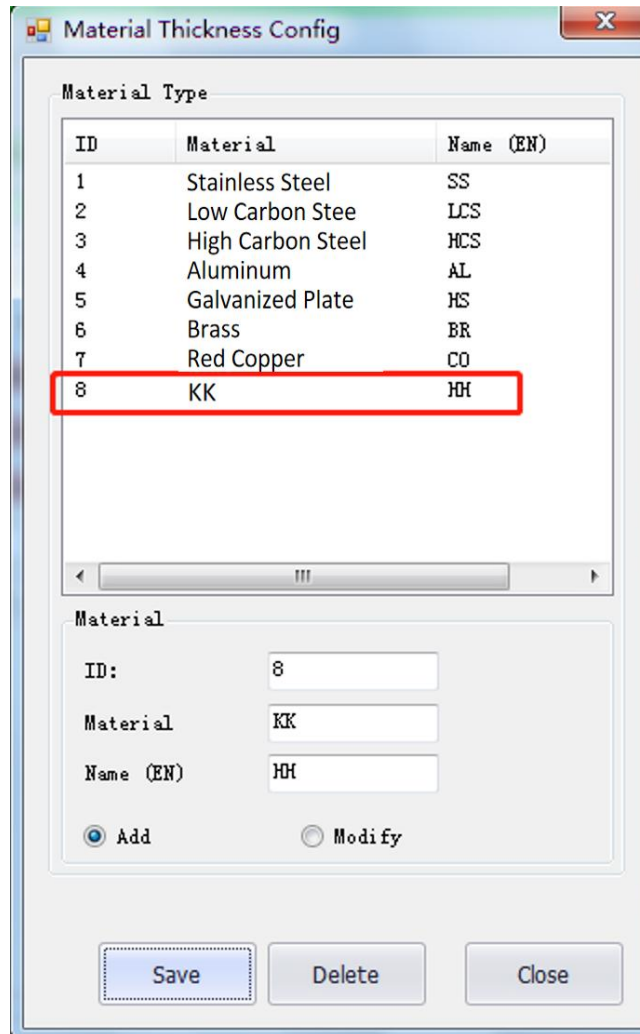 Material Thickness Config
Material Type
ID Material Name (EN)
1 Stainless Steel SS
2 Low Carbon Stee LCS
3 High Carbon Steel HCS
4 Aluminum AL
5 Galvanized Plate HS
6 Brass BR
7 Red Copper CO
8 KK HH
Material
ID: 8
Material KK
Name (EN) HH
Add Modify
Save Delete Close